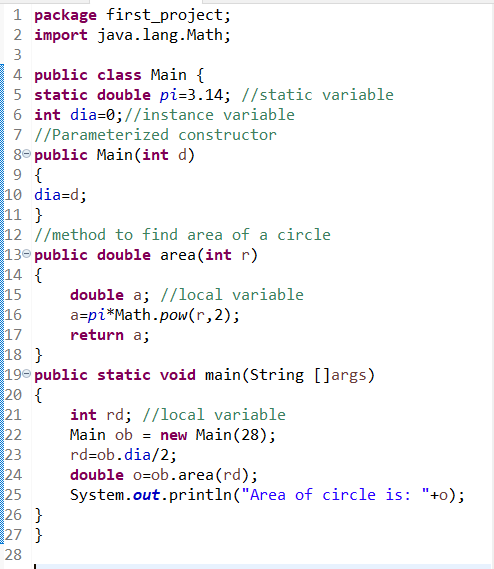 1 package first_project;
2 import java.lang.Math;
3
4 public class Main {
5 static double pi=3.14; //static variable
6 int dia=0;//instance variable
7 //Parameterized constructor
8 public Main(int d)
9 {
10 dia=d;
11 }
12 //method to find area of a circle
13 public double area(int r)
14 {
15     double a; //local variable
16     a=pi*Math.pow(r,2);
17     return a;
18 }
19 public static void main(String []args)
20 {
21     int rd; //local variable
22     Main ob = new Main(28);
23     rd=ob.dia/2;
24     double o=ob.area(rd);
25     System.out.println("Area of circle is: "+o);
26 }
27 }
28